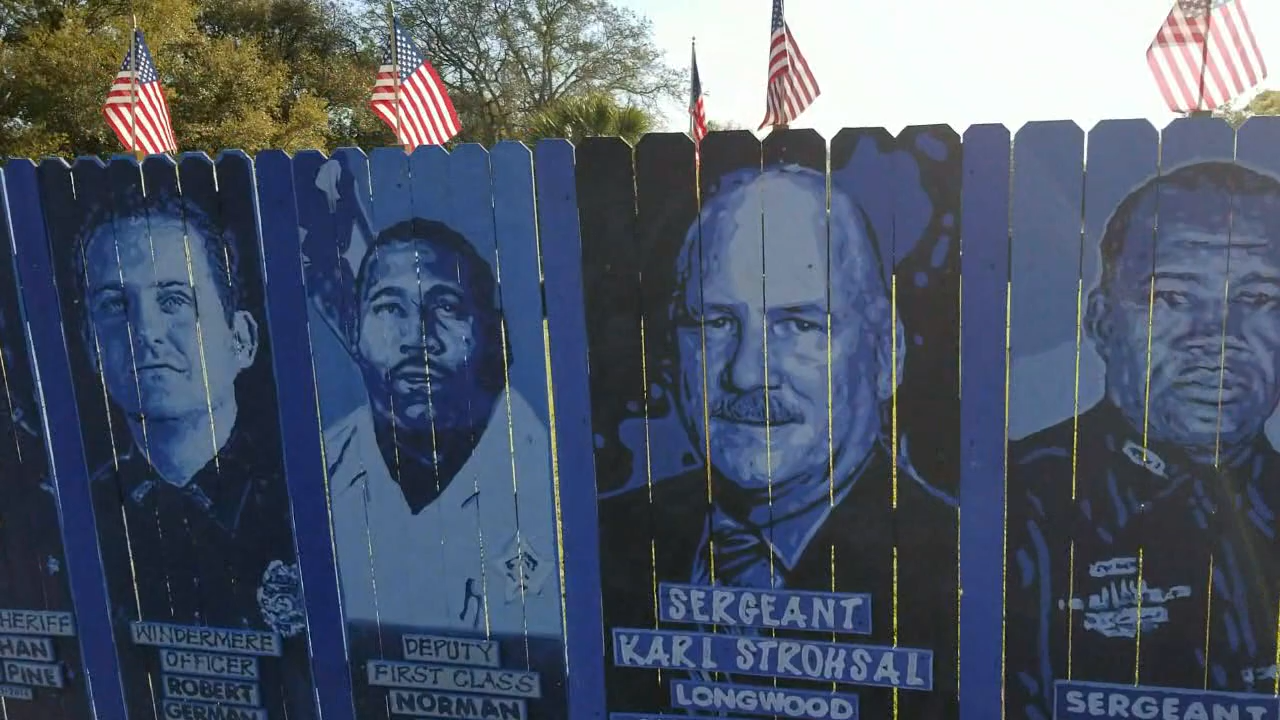 HERIFF
HAN
PINE
WINDERMERE
OFFICER
ROBERT
GERMAN
DEPUTY
FIRST CLASS
NORMAN
SERGEANT
KARL STROHSAL
LONGWOOD
SERGEANT